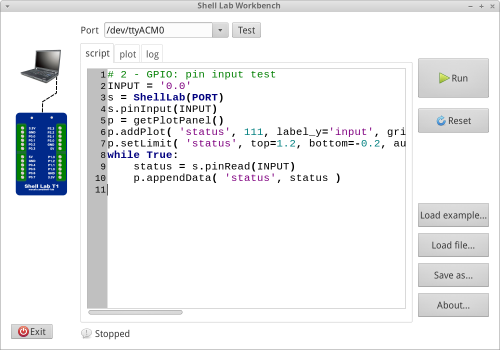 Shell Lab Workbench
Port /dev/ttyACM0 Test
script plot log
1 # 2 - GPIO: pin input test
2 INPUT = '0.0'
3 s = ShellLab(PORT)
4 s.pinInput(INPUT)
5 p = getPlotPanel()
6 p.addPlot( 'status', 111, label_y='input', gri
7 p.setLimit( 'status', top=1.2, bottom=-0.2, au
8 while True:
9 status = s.pinRead(INPUT)
10 p.appendData( 'status', status )
11
Shell Lab T1
Run
Reset
Load example...
Load file...
Save as...
About...
Exit
Stopped